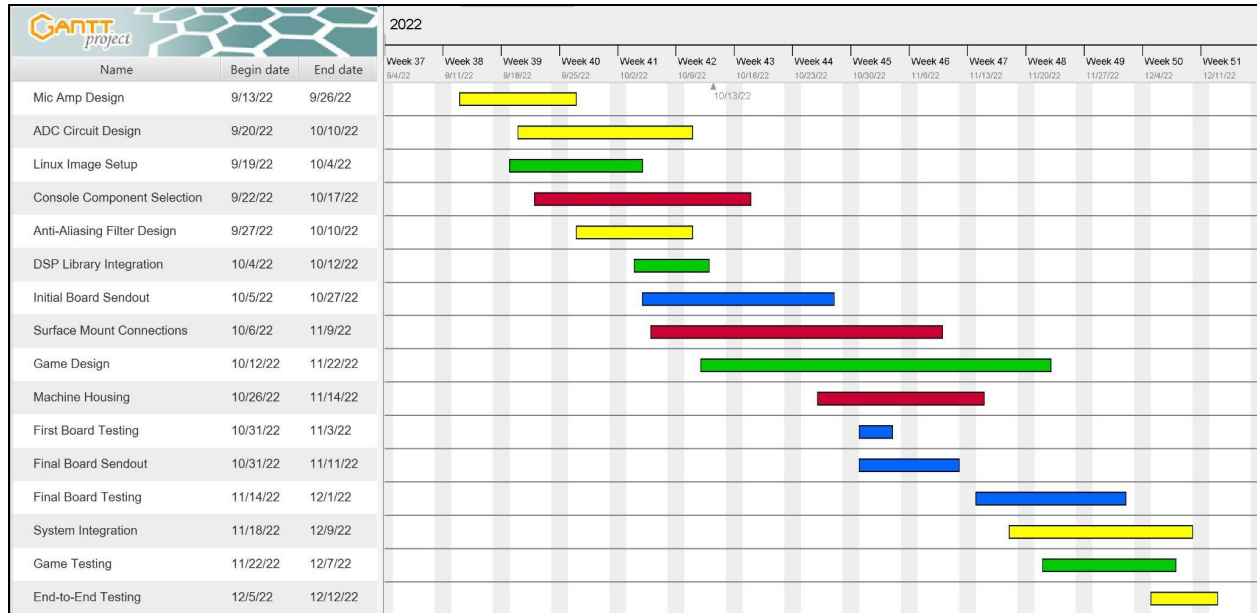 GANTT
project
2022
Name Begin date End date
Week 37 Week 38 Week 39 Week 40 Week 41 Week 42 Week 43 Week 44 Week 45 Week 46 Week 47 Week 48 Week 49 Week 50 Week 51
9/4/22 9/11/22 9/18/22 9/25/22 10/2/22 10/9/22 10/16/22 10/23/22 10/30/22 11/6/22 11/13/22 11/20/22 11/27/22 12/4/22 12/11/22
10/13/22
Mic Amp Design 9/13/22 9/26/22
ADC Circuit Design 9/20/22 10/10/22
Linux Image Setup 9/19/22 10/4/22
Console Component Selection 9/22/22 10/17/22
Anti-Aliasing Filter Design 9/27/22 10/10/22
DSP Library Integration 10/4/22 10/12/22
Initial Board Sendout 10/5/22 10/27/22
Surface Mount Connections 10/6/22 11/9/22
Game Design 10/12/22 11/22/22
Machine Housing 10/26/22 11/14/22
First Board Testing 10/31/22 11/3/22
Final Board Sendout 10/31/22 11/11/22
Final Board Testing 11/14/22 12/1/22
System Integration 11/18/22 12/9/22
Game Testing 11/22/22 12/7/22
End-to-End Testing 12/5/22 12/12/22